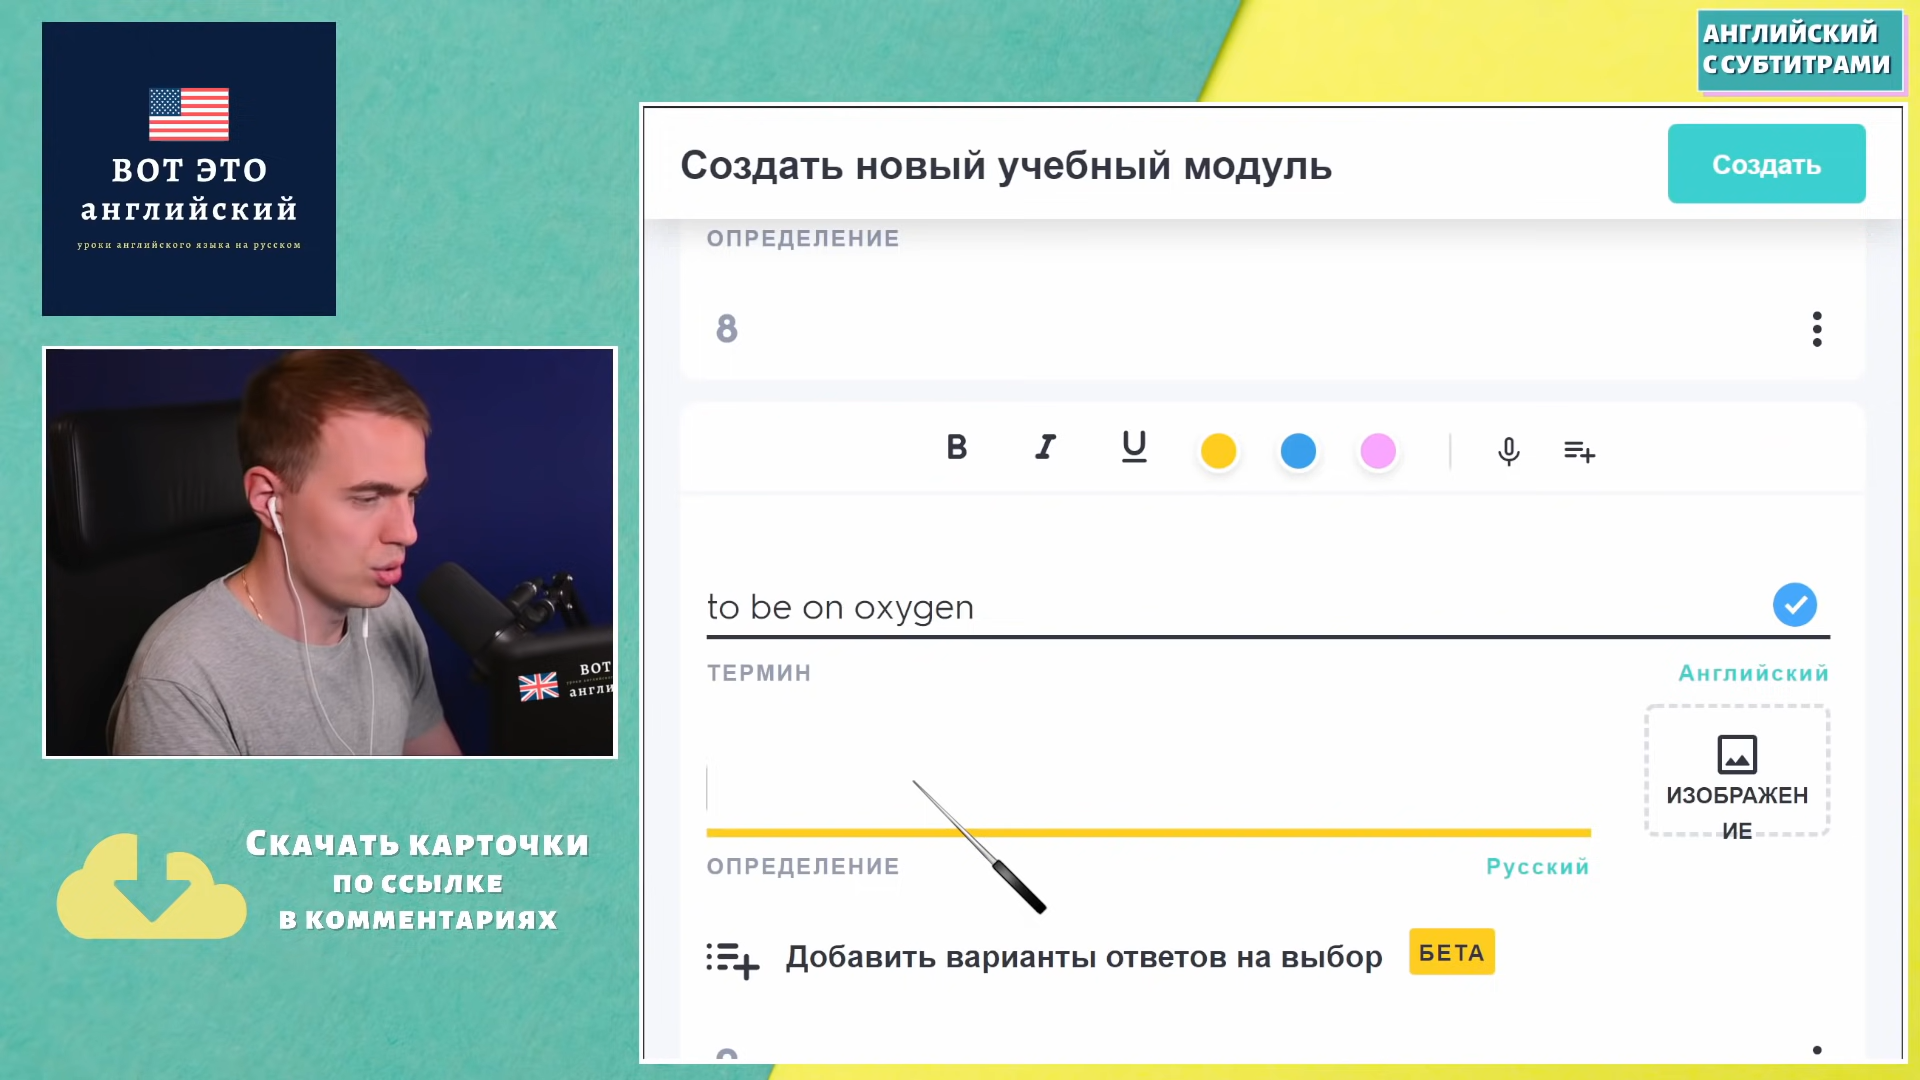 ВОТ ЭТО
английский
уроки английского языка на русском
АНГЛИЙСКИЙ
С СУБТИТРАМИ
Создать новый учебный модуль
Создать
ОПРЕДЕЛЕНИЕ
8
B I U
to be on oxygen
ТЕРМИН
Английский
ИЗОБРАЖЕН
ИЕ
ОПРЕДЕЛЕНИЕ
Русский
Добавить варианты ответов на выбор
БЕТА
ВОТ
англи
Скачать карточки
по ссылке
в комментариях